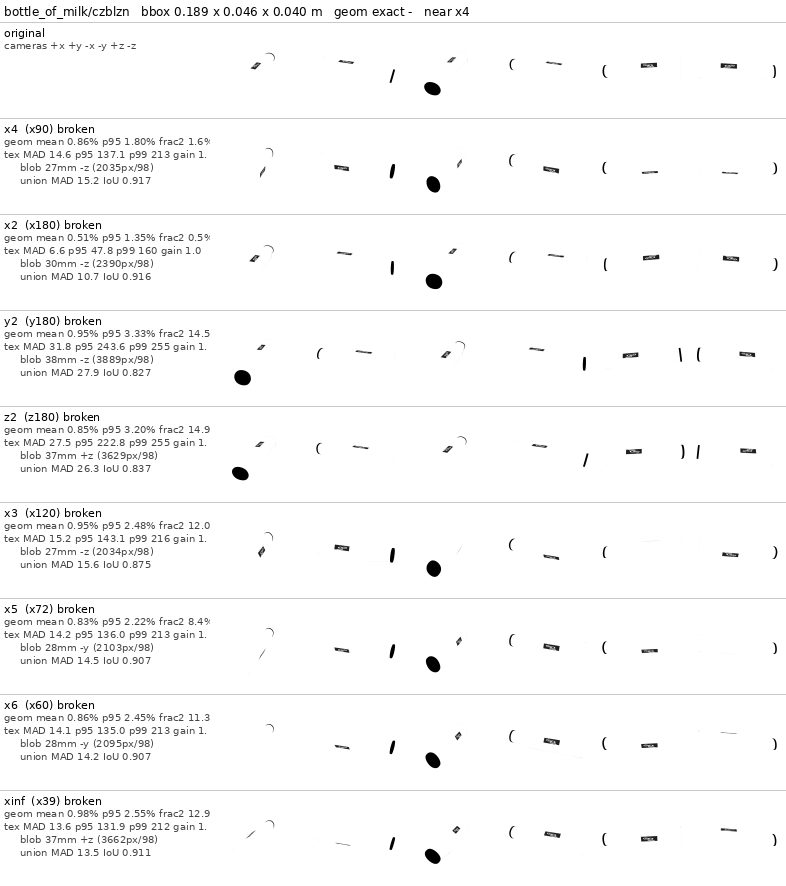 bottle_of_milk/czblzn   bbox 0.189 x 0.046 x 0.040 m   geom exact -   near x4
original
cameras +x +y -x -y +z -z
x4  (x90) broken
geom mean 0.86% p95 1.80% frac2 1.6%
tex MAD 14.6 p95 137.1 p99 213 gain 1.
blob 27mm -z (2035px/98)
union MAD 15.2 IoU 0.917
x2  (x180) broken
geom mean 0.51% p95 1.35% frac2 0.5%
tex MAD 6.6 p95 47.8 p99 160 gain 1.0
blob 30mm -z (2390px/98)
union MAD 10.7 IoU 0.916
y2  (y180) broken
geom mean 0.95% p95 3.33% frac2 14.5
tex MAD 31.8 p95 243.6 p99 255 gain 1.
blob 38mm -z (3889px/98)
union MAD 27.9 IoU 0.827
z2  (z180) broken
geom mean 0.85% p95 3.20% frac2 14.9
tex MAD 27.5 p95 222.8 p99 255 gain 1.
blob 37mm +z (3629px/98)
union MAD 26.3 IoU 0.837
x3  (x120) broken
geom mean 0.95% p95 2.48% frac2 12.0
tex MAD 15.2 p95 143.1 p99 216 gain 1.
blob 27mm -z (2034px/98)
union MAD 15.6 IoU 0.875
x5  (x72) broken
geom mean 0.83% p95 2.22% frac2 8.4%
tex MAD 14.2 p95 136.0 p99 213 gain 1.
blob 28mm -y (2103px/98)
union MAD 14.5 IoU 0.907
x6  (x60) broken
geom mean 0.86% p95 2.45% frac2 11.3
tex MAD 14.1 p95 135.0 p99 213 gain 1.
blob 28mm -y (2095px/98)
union MAD 14.2 IoU 0.907
xinf  (x39) broken
geom mean 0.98% p95 2.55% frac2 12.9
tex MAD 13.6 p95 131.9 p99 212 gain 1.
blob 37mm +z (3662px/98)
union MAD 13.5 IoU 0.911